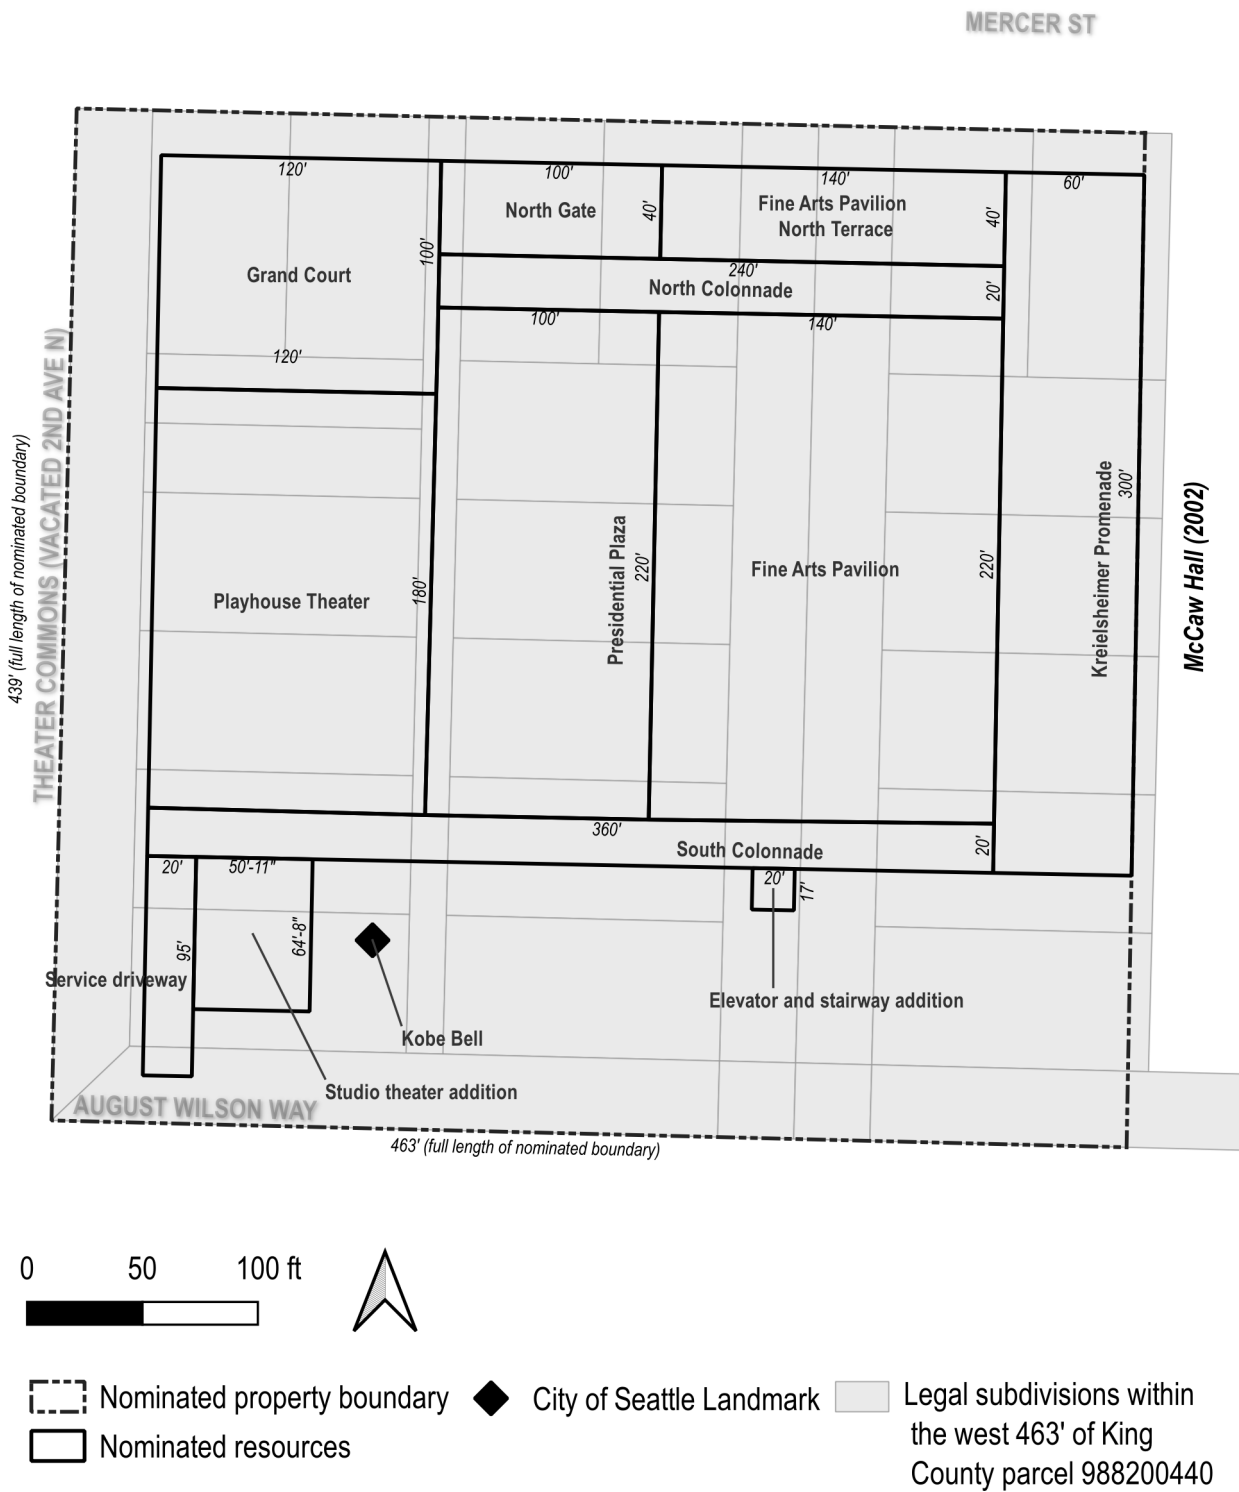 MERCER ST
120'
100'
140'
60'
North Gate
40'
Fine Arts Pavilion
North Terrace
40'
100'
Grand Court
240'
North Colonnade
20'
100'
140'
120'
THEATER COMMONS (VACATED 2ND AVE N)
439' (full length of nominated boundary)
Playhouse Theater
180'
Presidential Plaza
220'
Fine Arts Pavilion
220'
Kreielsheimer Promenade
300'
McCaw Hall (2002)
360'
South Colonnade
20'
20'
50'-11"
20'
17'
95'
64'-8"
Service driveway
Elevator and stairway addition
Kobe Bell
Studio theater addition
AUGUST WILSON WAY
463' (full length of nominated boundary)
0 50 100 ft
Nominated property boundary
Nominated resources
City of Seattle Landmark
Legal subdivisions within
the west 463' of King
County parcel 988200440